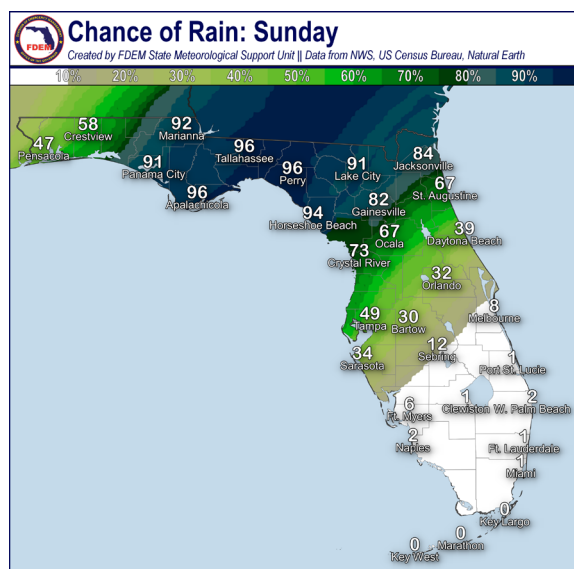 Chance of Rain: Sunday
FDEM
Created by FDEM State Meteorological Support Unit || Data from NWS, US Census Bureau, Natural Earth
10% 20% 30% 40% 50% 60% 70% 80% 90%
47
Pensacola
58
Crestview
92
Marianna
91
Panama City
96
Tallahassee
96
Apalachicola
96
Perry
91
Lake City
84
Jacksonville
67
St. Augustine
82
Gainesville
94
Horseshoe Beach
67
Ocala
39
Daytona Beach
73
Crystal River
32
Orlando
8
Melbourne
49
Tampa
30
Bartow
34
Sarasota
12
Sebring
1
Port St. Lucie
6
Ft. Myers
1
Clewiston
2
W. Palm Beach
2
Naples
1
Ft. Lauderdale
1
Miami
0
Key Largo
0
Marathon
0
Key West